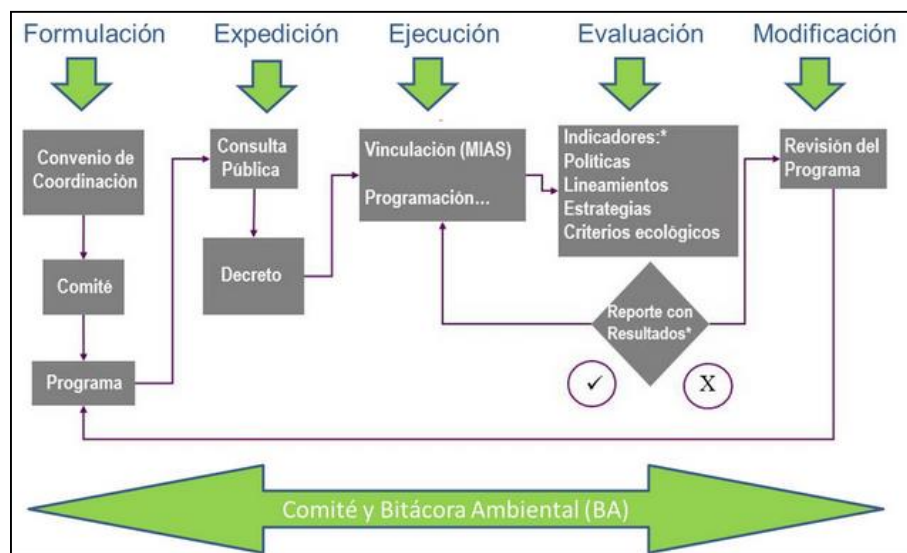 Formulación
Expedición
Ejecución
Evaluación
Modificación
Convenio de
Coordinación
Comité
Programa
Consulta
Pública
Decreto
Vinculación (MIAS)
Programación...
Indicadores:*
Políticas
Lineamientos
Estrategias
Criterios ecológicos
Reporte con
Resultados*
✓
X
Revisión del
Programa
Comité y Bitácora Ambiental (BA)